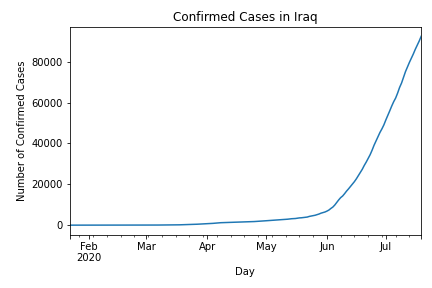 Confirmed Cases in Iraq
Number of Confirmed Cases
80000
60000
40000
20000
0
Feb
2020
Mar
Apr
May
Jun
Jul
Day